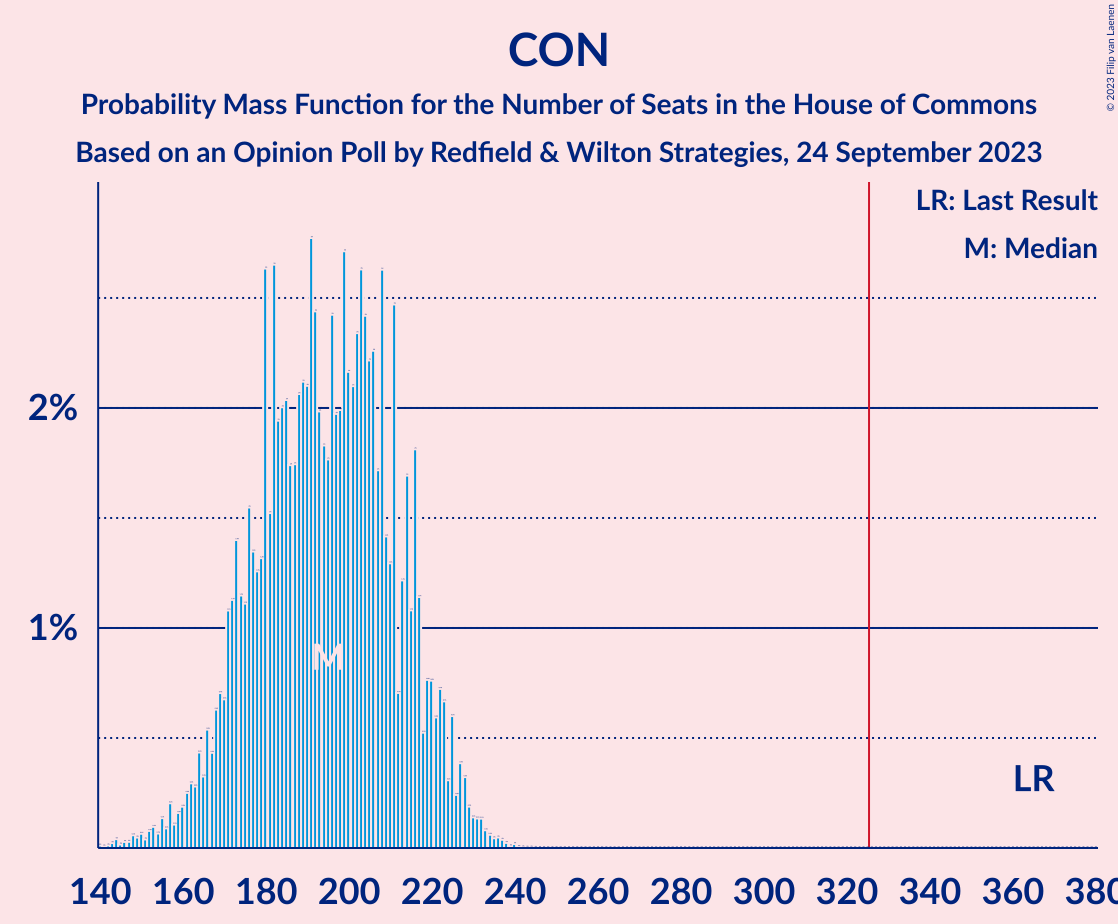 CON
Probability Mass Function for the Number of Seats in the House of Commons
Based on an Opinion Poll by Redfield & Wilton Strategies, 24 September 2023
© 2023 Filip van Laenen
LR: Last Result
M: Median
2%
1%
M
LR
140 160 180 200 220 240 260 280 300 320 340 360 380